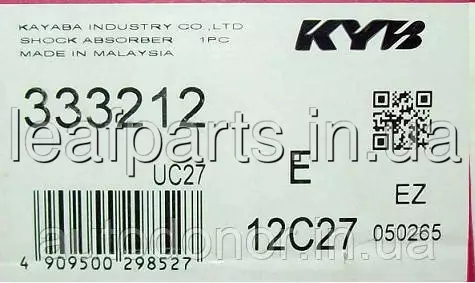 KAYABA INDUSTRY CO.,LTD
SHOCK ABSORBER 1PC
MADE IN MALAYSIA
KYB
333212
leafparts.in.ua
UC27
E
EZ
12C27
050265
autodonor.in.ua
4 909500 298527